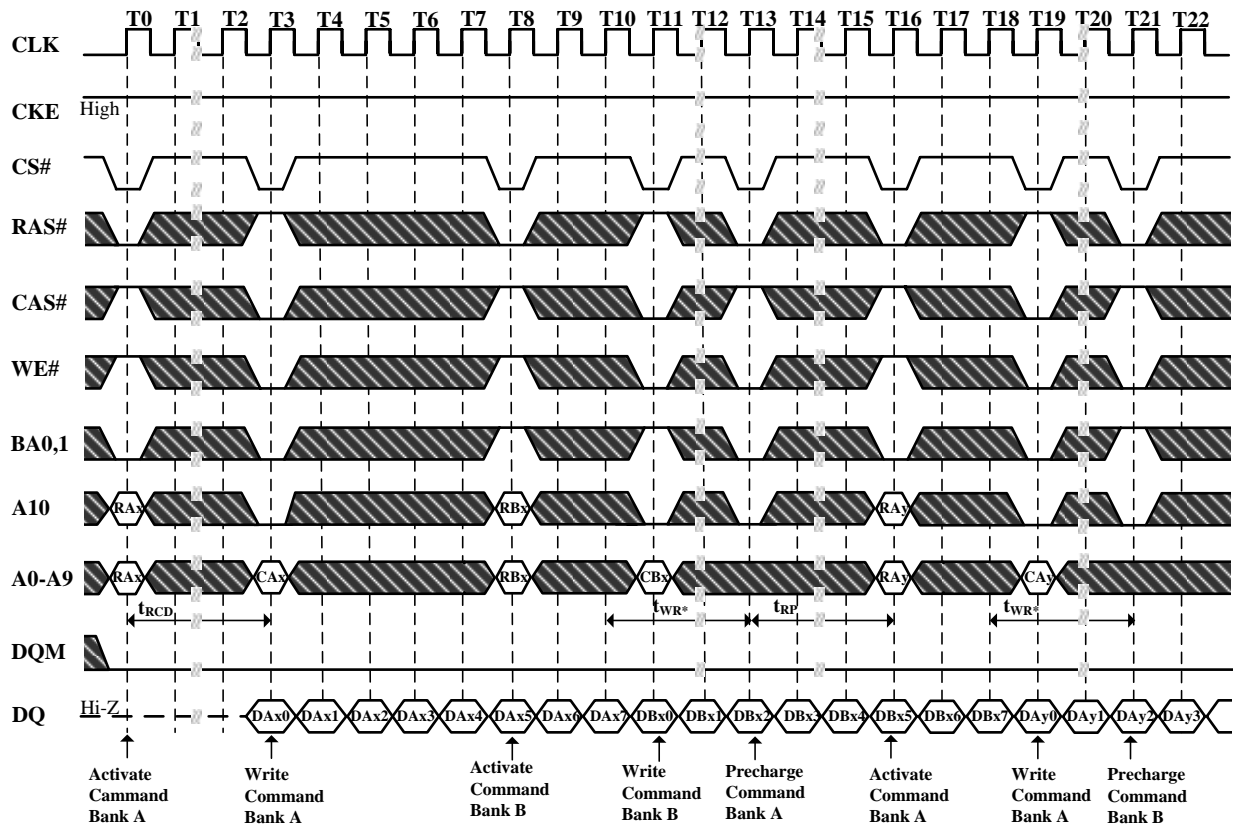 T0 T1 T2 T3 T4 T5 T6 T7 T8 T9 T10 T11 T12 T13 T14 T15 T16 T17 T18 T19 T20 T21 T22
CLK
CKE High
CS#
RAS#
CAS#
WE#
BA0,1
A10 RAx RBx RAy
A0-A9 RAx CAx RBx CBx RAy CAy
tRCD tWR* tRP tWR*
DQM
DQ Hi-Z DAx0 DAx1 DAx2 DAx3 DAx4 DAx5 DAx6 DAx7 DBx0 DBx1 DBx2 DBx3 DBx4 DBx5 DBx6 DBx7 DAy0 DAy1 DAy2 DAy3
Activate
Cammand
Bank A
Write
Command
Bank A
Activate
Command
Bank B
Write
Command
Bank B
Precharge
Command
Bank A
Activate
Command
Bank A
Write
Command
Bank A
Precharge
Command
Bank B